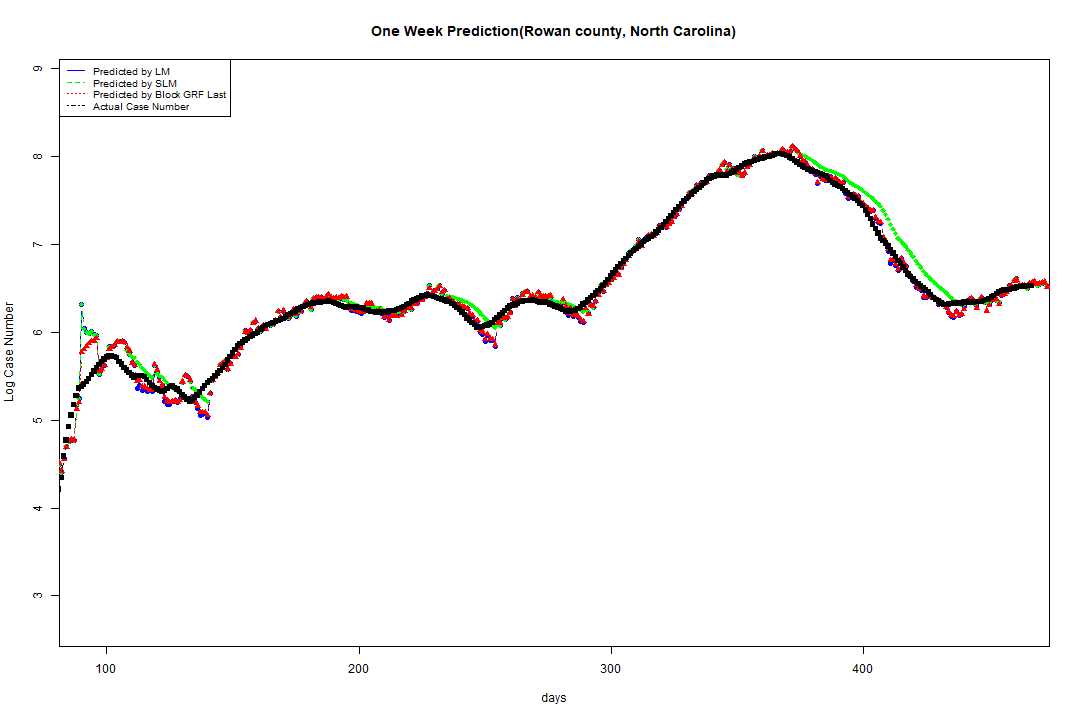 One Week Prediction(Rowan county, North Carolina)
Predicted by LM
Predicted by SLM
Predicted by Block GRF Last
Actual Case Number
9
8
7
6
5
4
3
Log Case Number
100 200 300 400
days